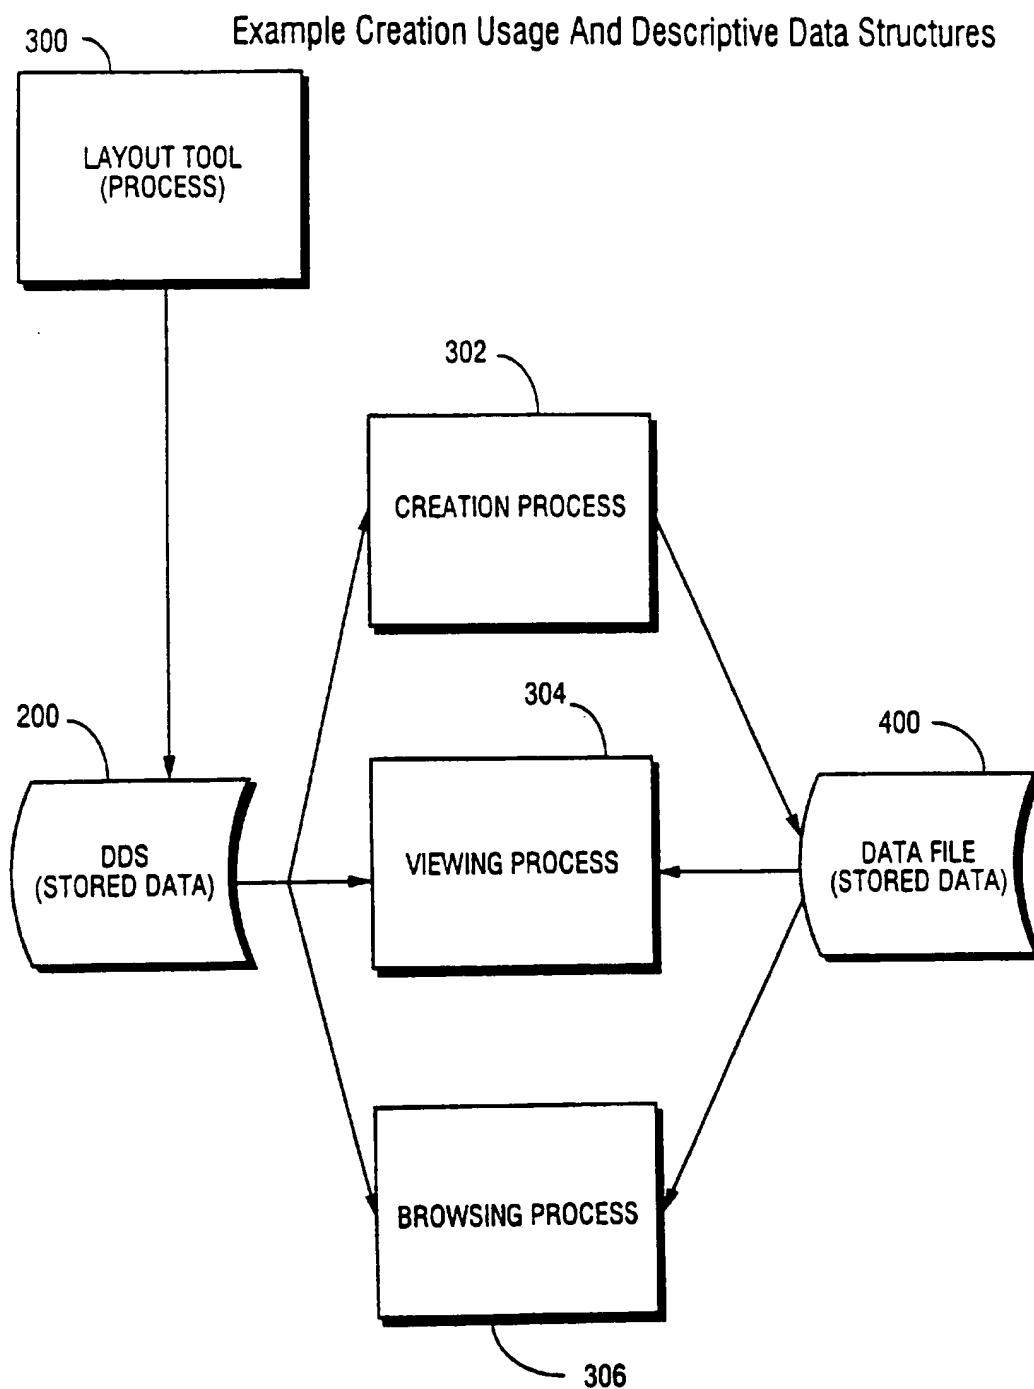 Example Creation Usage And Descriptive Data Structures
300
LAYOUT TOOL
(PROCESS)
302
CREATION PROCESS
200
DDS
(STORED DATA)
304
VIEWING PROCESS
400
DATA FILE
(STORED DATA)
BROWSING PROCESS
306